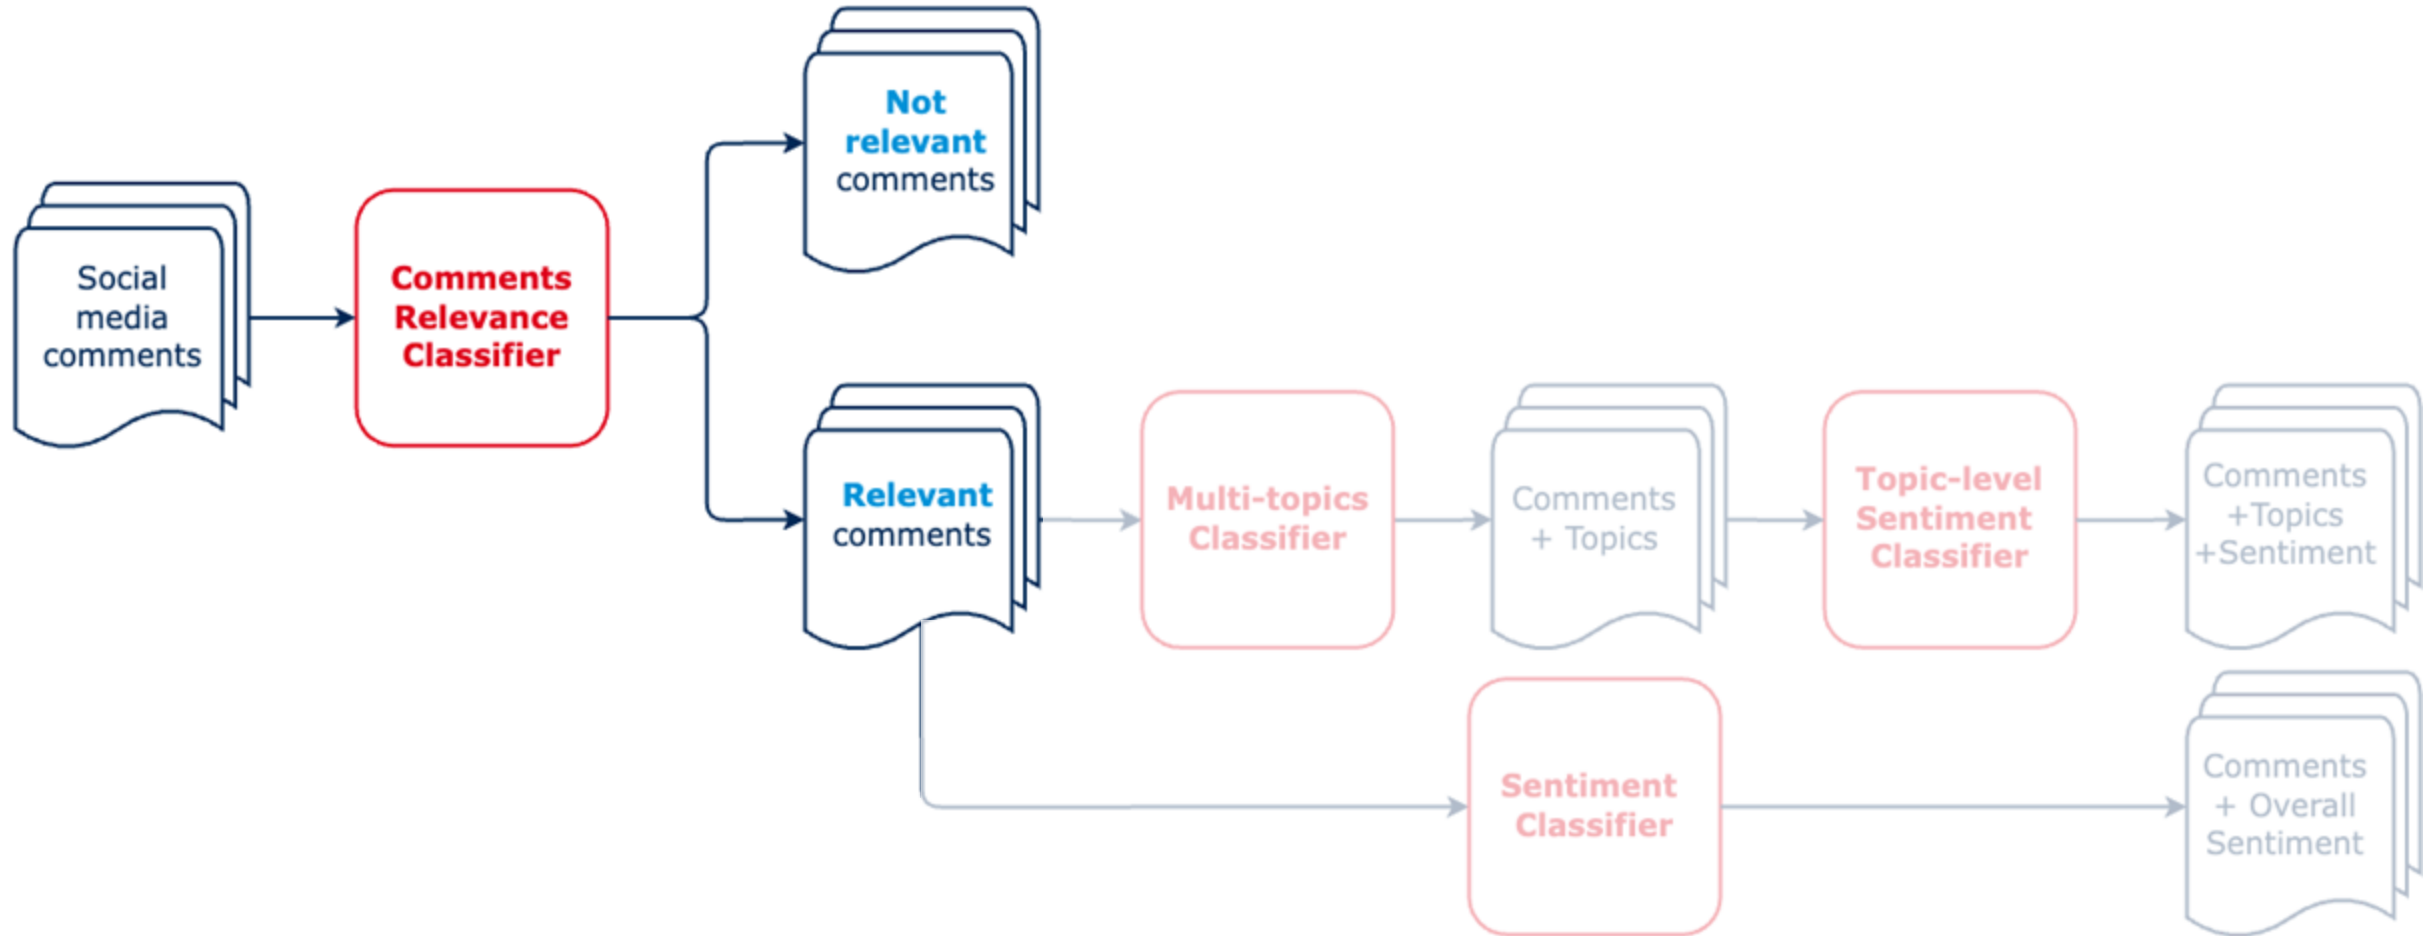 Social
media
comments
Comments
Relevance
Classifier
Not
relevant
comments
Relevant
comments
Multi-topics
Classifier
Comments
+ Topics
Topic-level
Sentiment
Classifier
Comments
+Topics
+Sentiment
Sentiment
Classifier
Comments
+ Overall
Sentiment